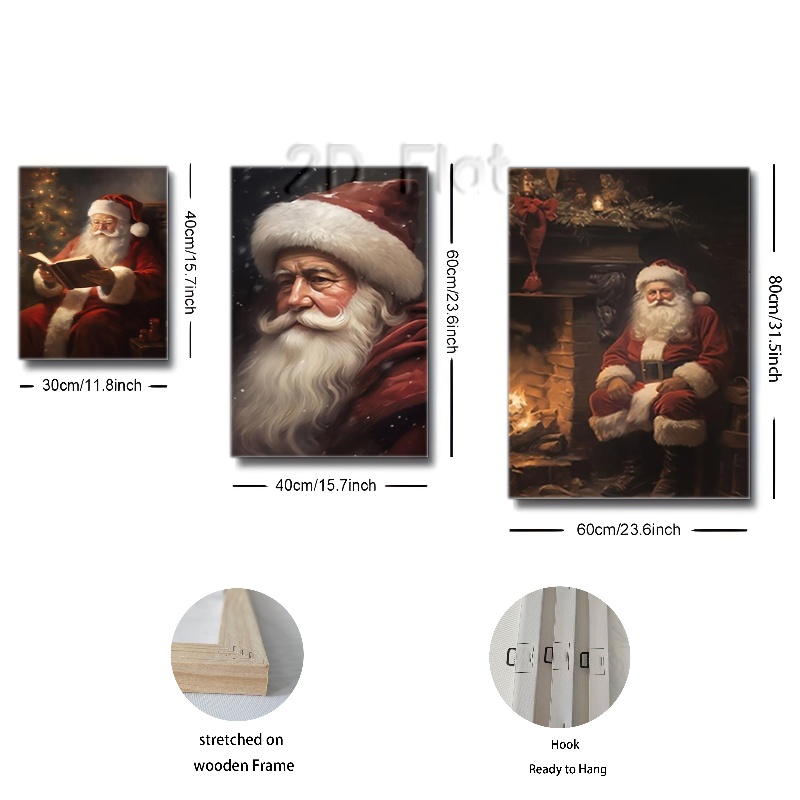 2D Flat
40cm/15.7inch
30cm/11.8inch
60cm/23.6inch
40cm/15.7inch
80cm/31.5inch
60cm/23.6inch
stretched on
wooden Frame
Hook
Ready to Hang